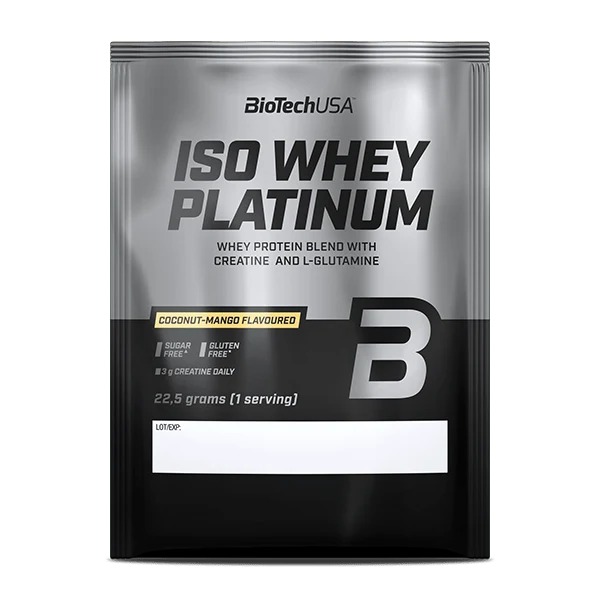 BioTechUSA™
ISO WHEY
PLATINUM
WHEY PROTEIN BLEND WITH
CREATINE AND L-GLUTAMINE
COCONUT-MANGO FLAVOURED
SUGAR
FREE*
GLUTEN
FREE*
3 g CREATINE DAILY
22,5 grams (1 serving)
LOT/EXP:
B